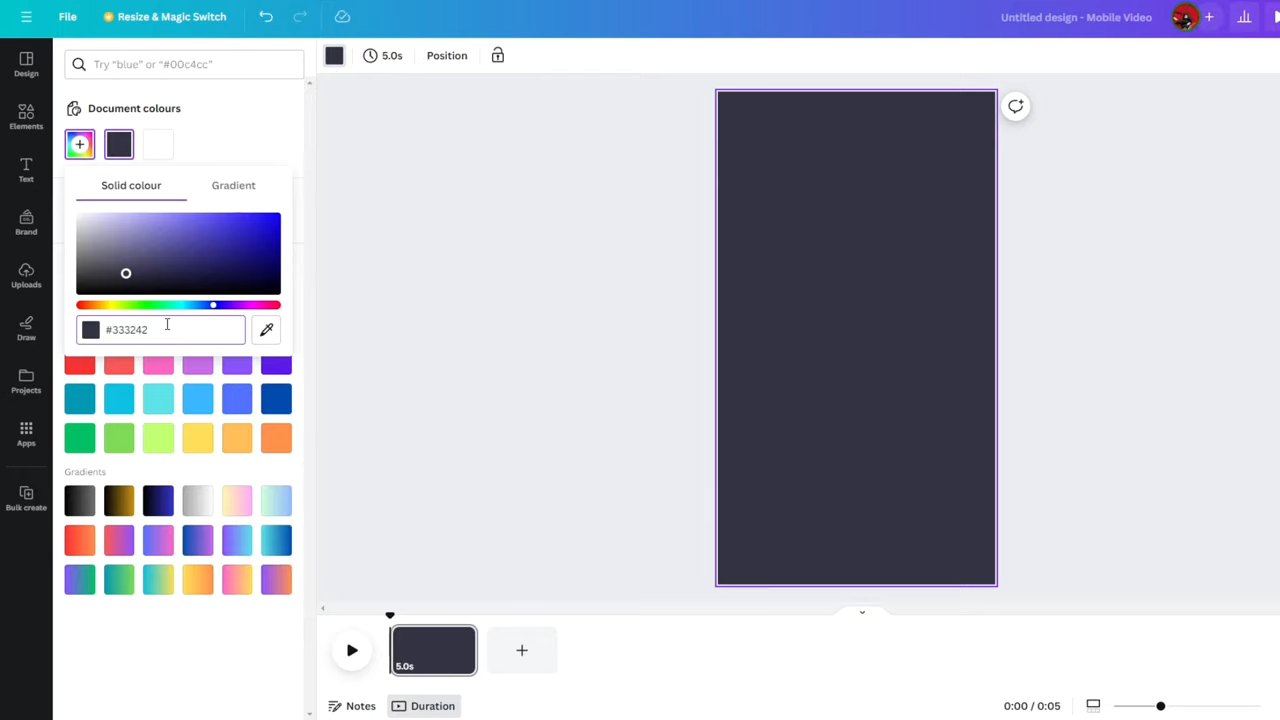 File
Resize & Magic Switch
Untitled design - Mobile Video
Design
Elements
Text
Brand
Uploads
Draw
Projects
Apps
Bulk create
Try “blue” or “#00c4cc”
Document colours
Solid colour
Gradient
#333242
Gradients
5.0s
Position
5.0s
Notes
Duration
0:00 / 0:05